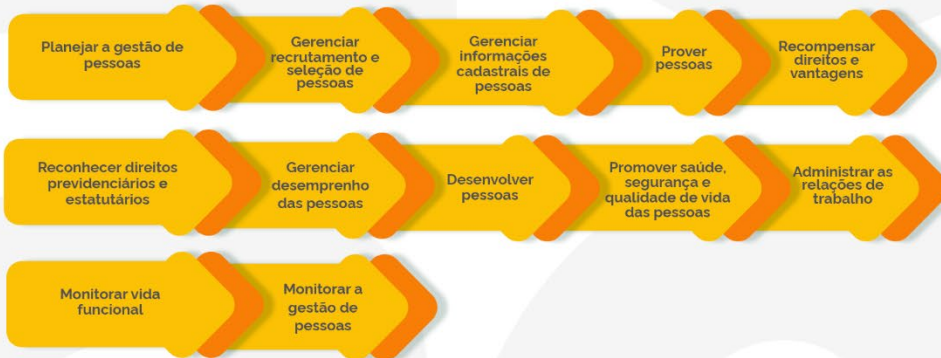 Planejar a gestão de
pessoas
Gerenciar
recrutamento e
seleção de
pessoas
Gerenciar
informações
cadastrais de
pessoas
Prover
pessoas
Recompensar
direitos e
vantagens
Reconhecer direitos
previdenciários e
estatutários
Gerenciar
desemprenho
das pessoas
Desenvolver
pessoas
Promover saúde,
segurança e
qualidade de vida
das pessoas
Administrar as
relações de
trabalho
Monitorar vida
funcional
Monitorar a
gestão de
pessoas